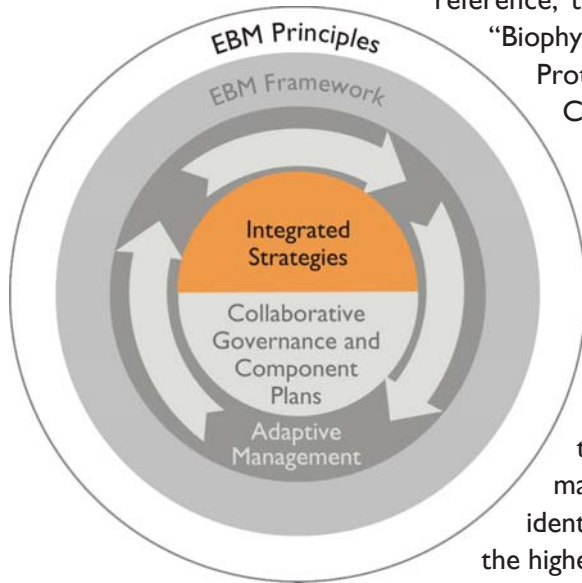 reference, t
EBM Principles
"Biophy
EBM Framework
Prot
C
Integrated
Strategies
Collaborative
Governance and
Component
Plans
Adaptive
Management
t
ma
ident
the highe